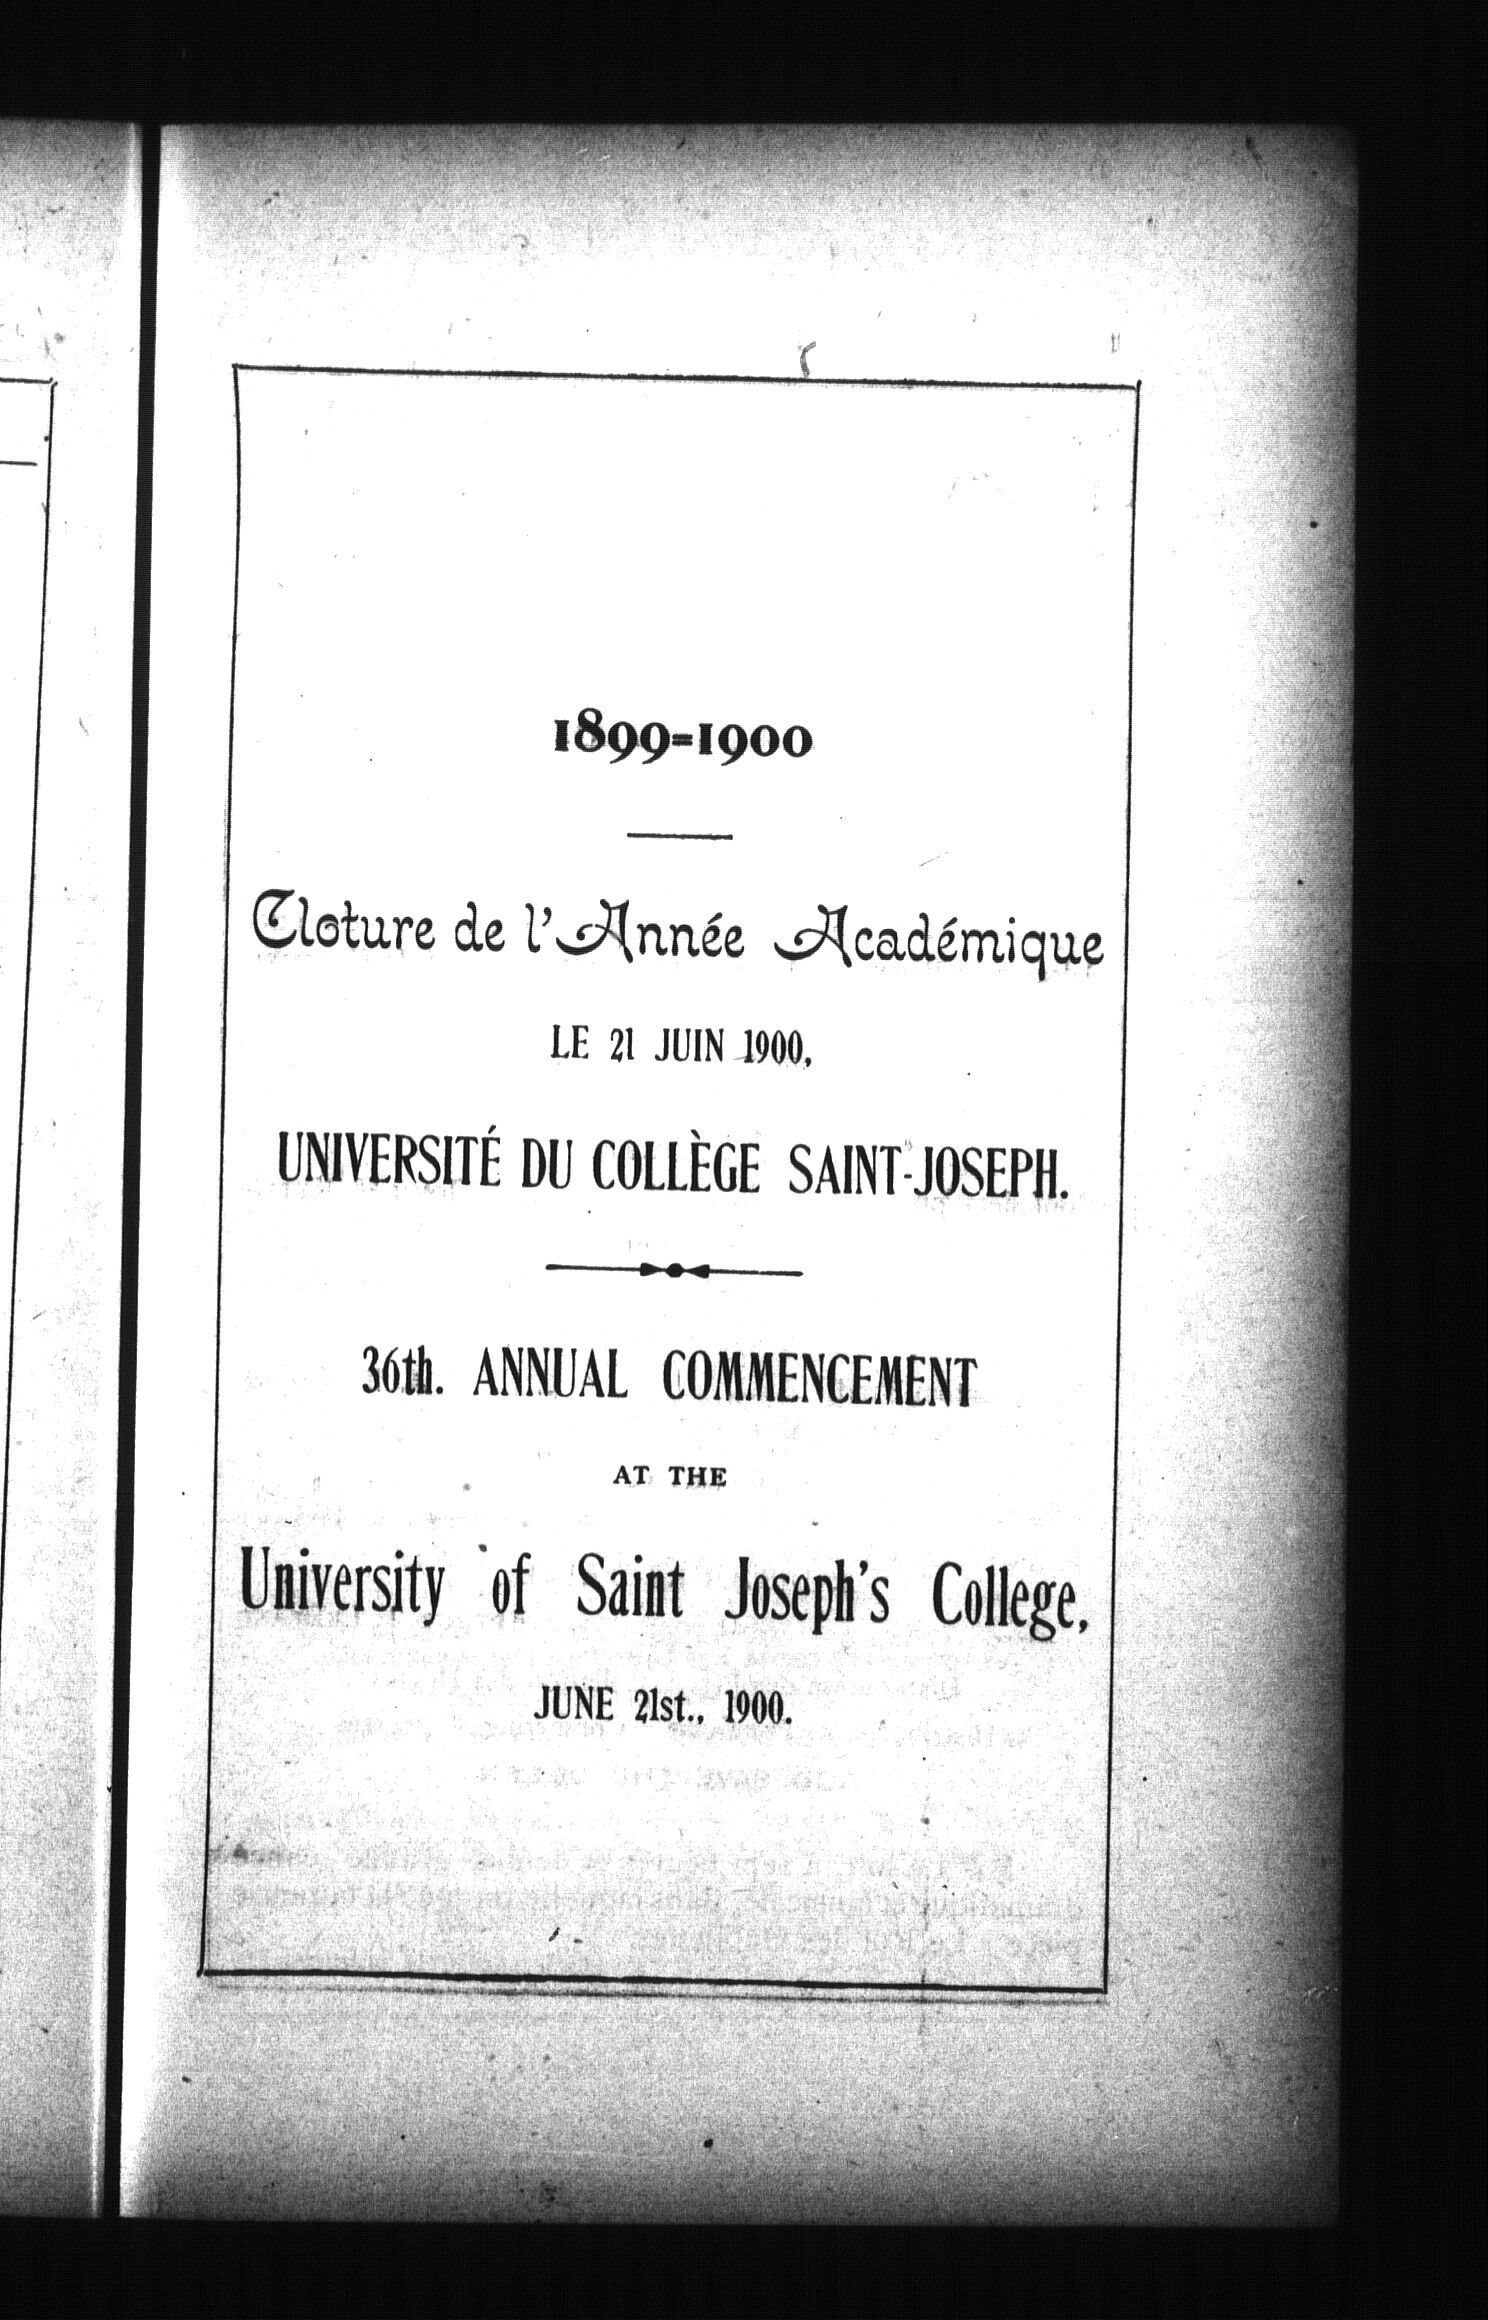 1899=1900
Cloture de l'Année Académique
LE 21 JUIN 1900,
UNIVERSITÉ DU COLLÈGE SAINT-JOSEPH.
36th. ANNUAL COMMENCEMENT
AT THE
University of Saint Joseph's College,
JUNE 21st., 1900.